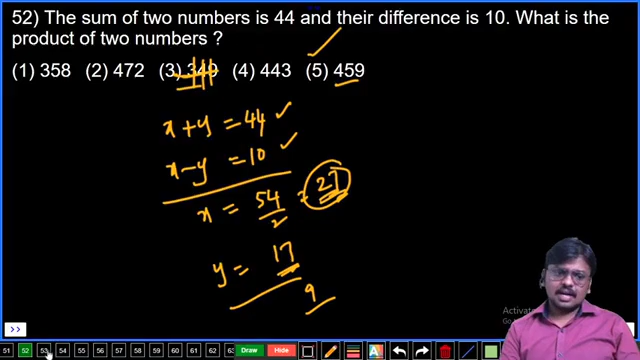 52) The sum of two numbers is 44 and their difference is 10. What is the
product of two numbers ?
(1) 358 (2) 472 (3) 349 (4) 443 (5) 459
x+y = 44
x-y = 10
x = 54/2 = 27
y = 17
9
Activate
>>
51 52 53 54 55 56 57 58 59 60 61 62 63 Draw Hide